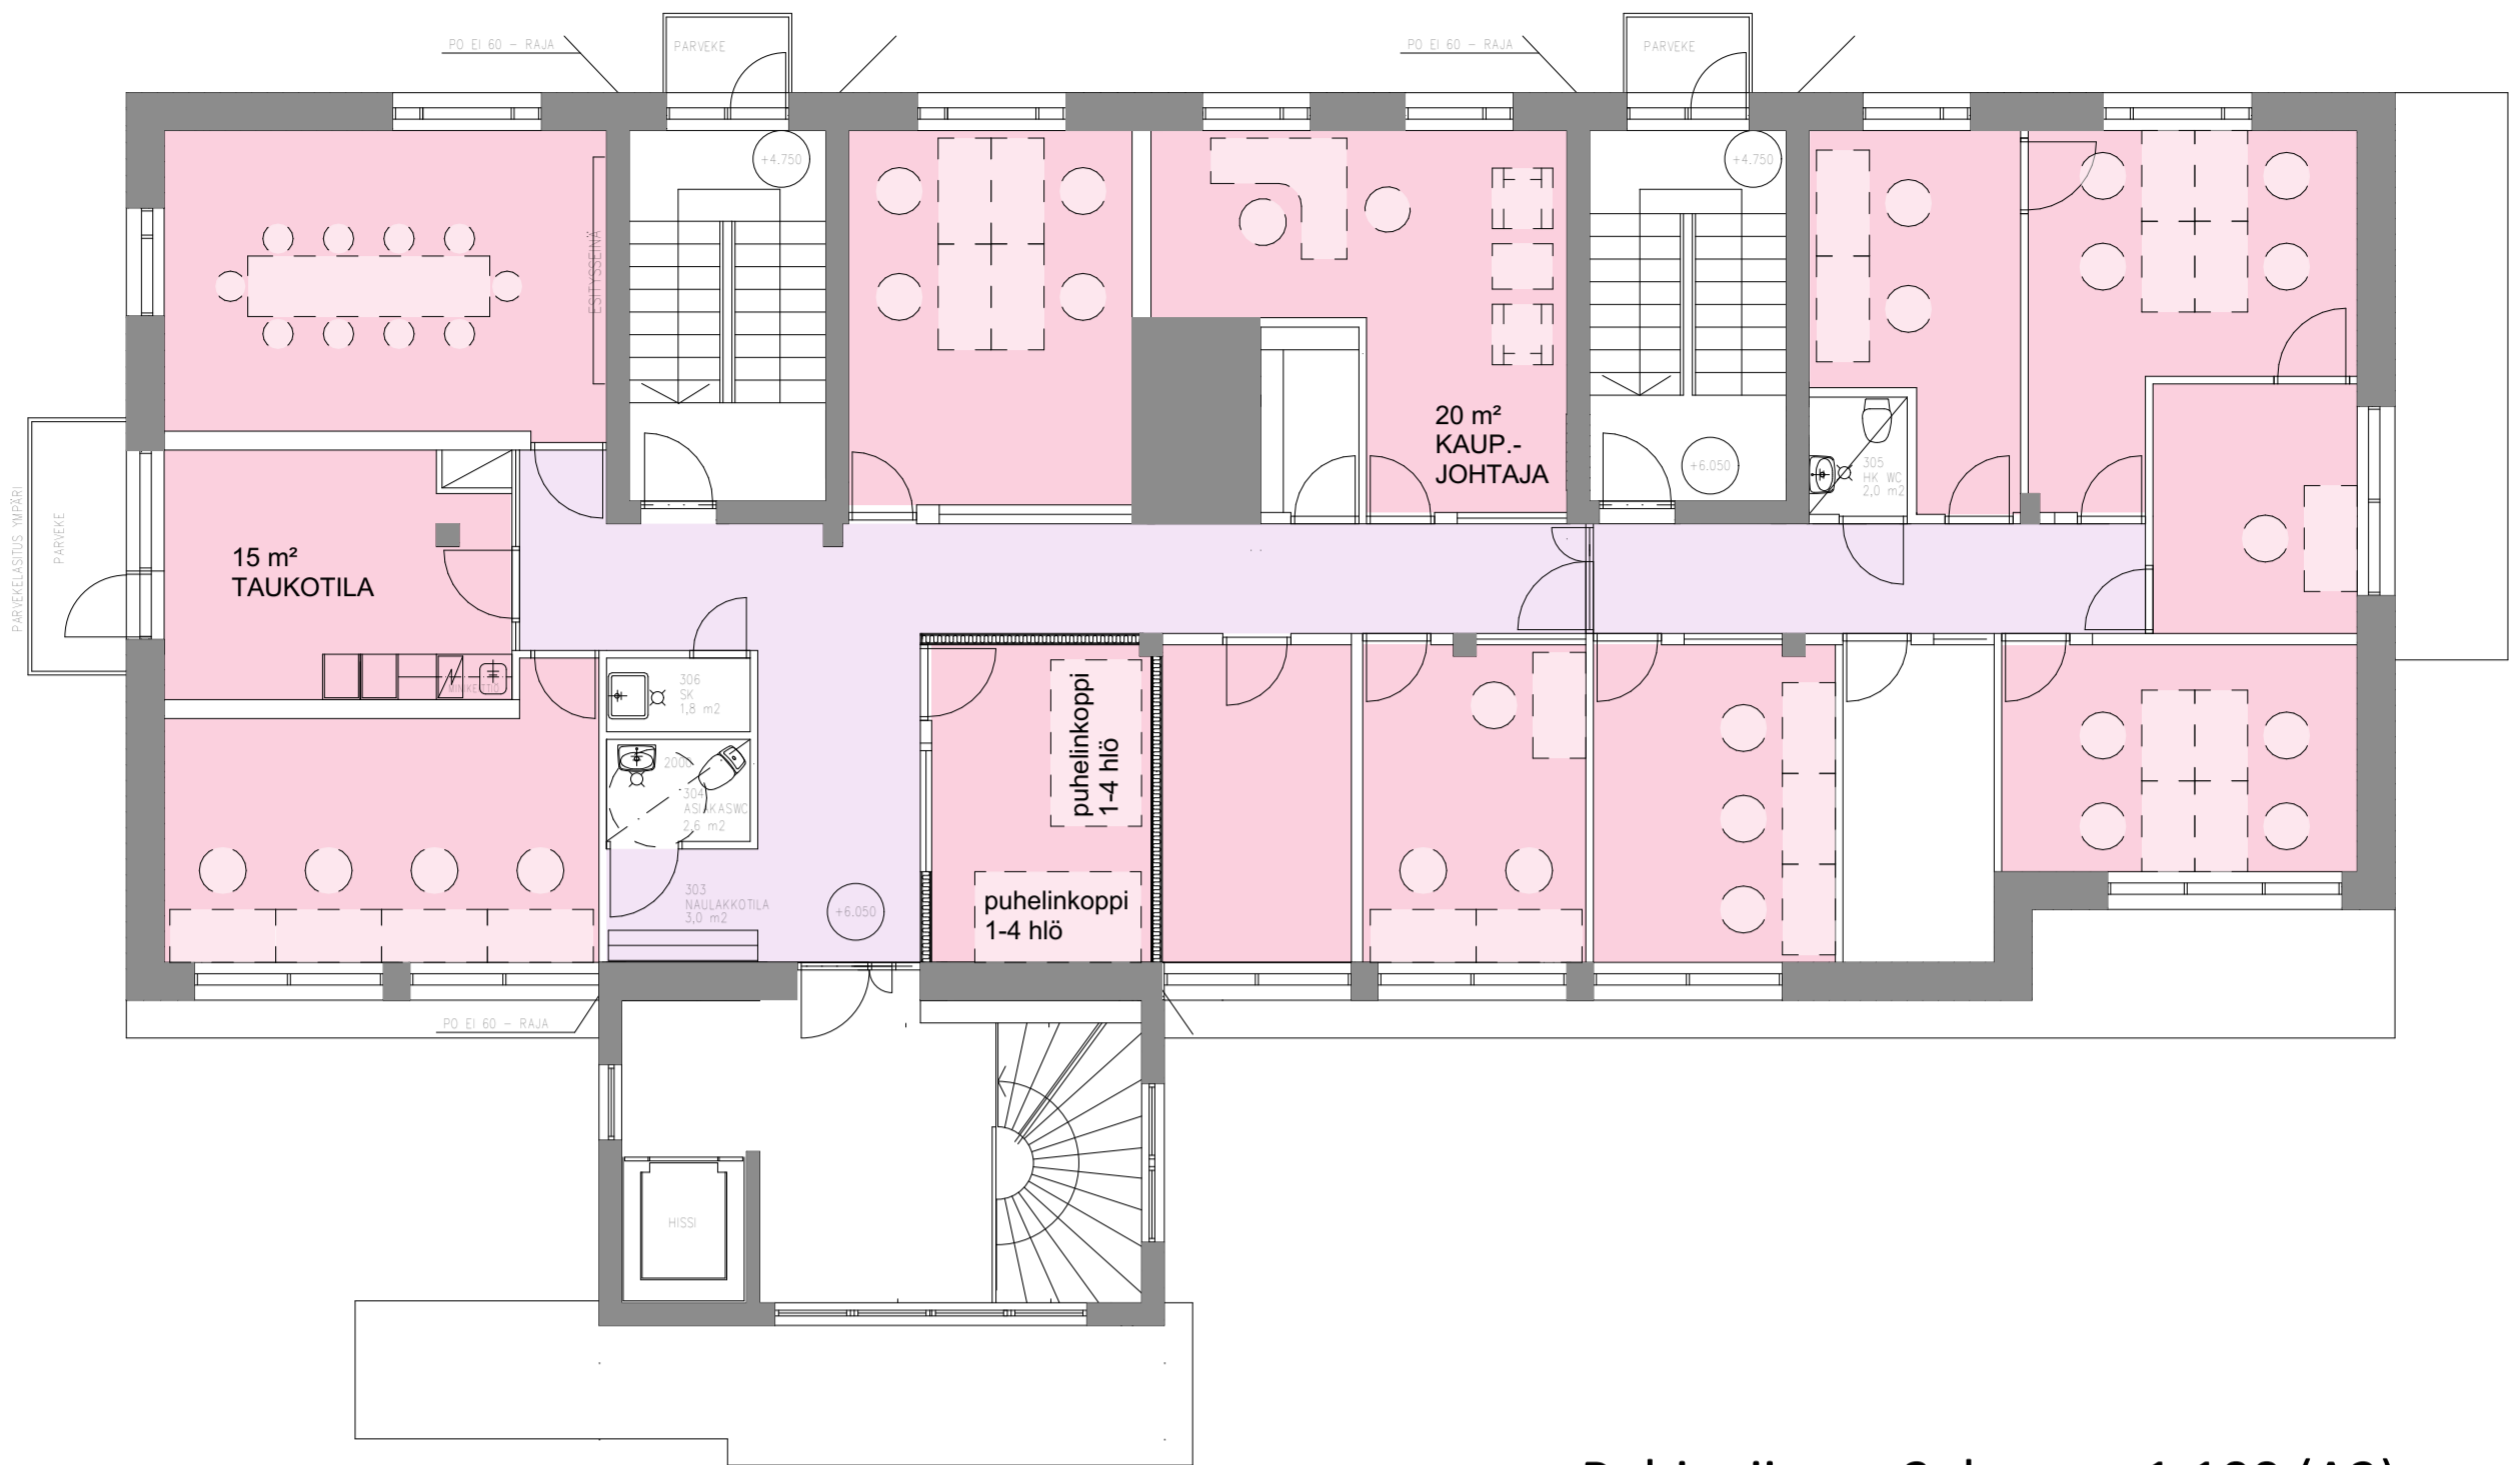 PO EI 60 - RAJA
PARVEKE
PO EI 60 - RAJA
PARVEKE
+4.750
+4.750
ESITYSSEINÄ
20 m²
KAUP.-
JOHTAJA
+6.050
305
HK WC
2,0 m2
PARVEKELASITUS YMPÄRI
PARVEKE
15 m²
TAUKOTILA
MINIKEITTIÖ
306
SK
1,8 m2
2000
304
ASIAKASWC
2,6 m2
303
NAULAKKOTILA
3,0 m2
+6.050
puhelinkoppi
1-4 hlö
puhelinkoppi
1-4 hlö
PO EI 60 - RAJA
HISSI